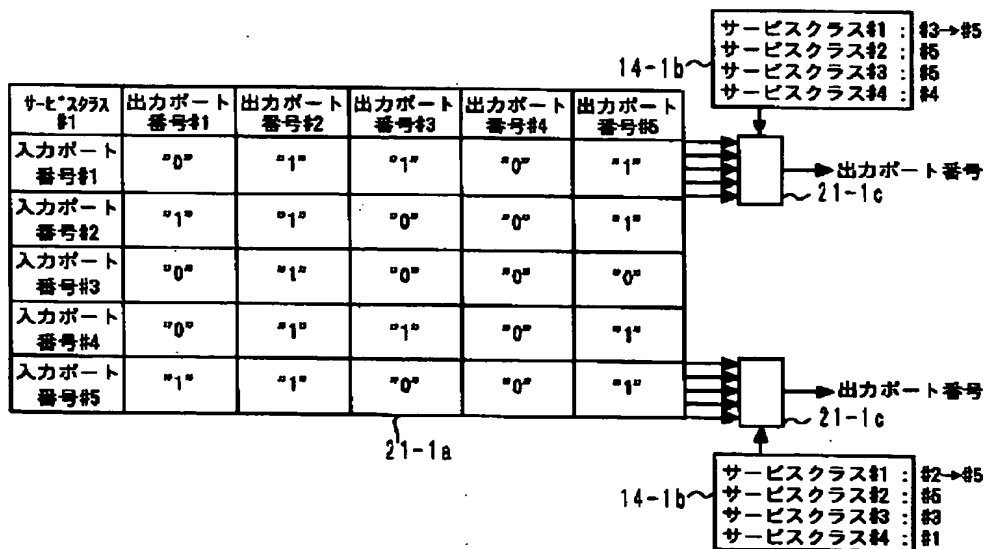 サービスクラス#1 : #3→#5
サービスクラス#2 : #5
サービスクラス#3 : #5
サービスクラス#4 : #4
14-1b
サービスクラス #1 出力ポート番号#1 出力ポート番号#2 出力ポート番号#3 出力ポート番号#4 出力ポート番号#5
入力ポート番号#1 "0" "1" "1" "0" "1"
入力ポート番号#2 "1" "1" "0" "0" "1"
入力ポート番号#3 "0" "1" "0" "0" "0"
入力ポート番号#4 "0" "1" "1" "0" "1"
入力ポート番号#5 "1" "1" "0" "0" "1"
出力ポート番号
21-1c
出力ポート番号
21-1c
21-1a
14-1b
サービスクラス#1 : #2→#5
サービスクラス#2 : #5
サービスクラス#3 : #3
サービスクラス#4 : #1